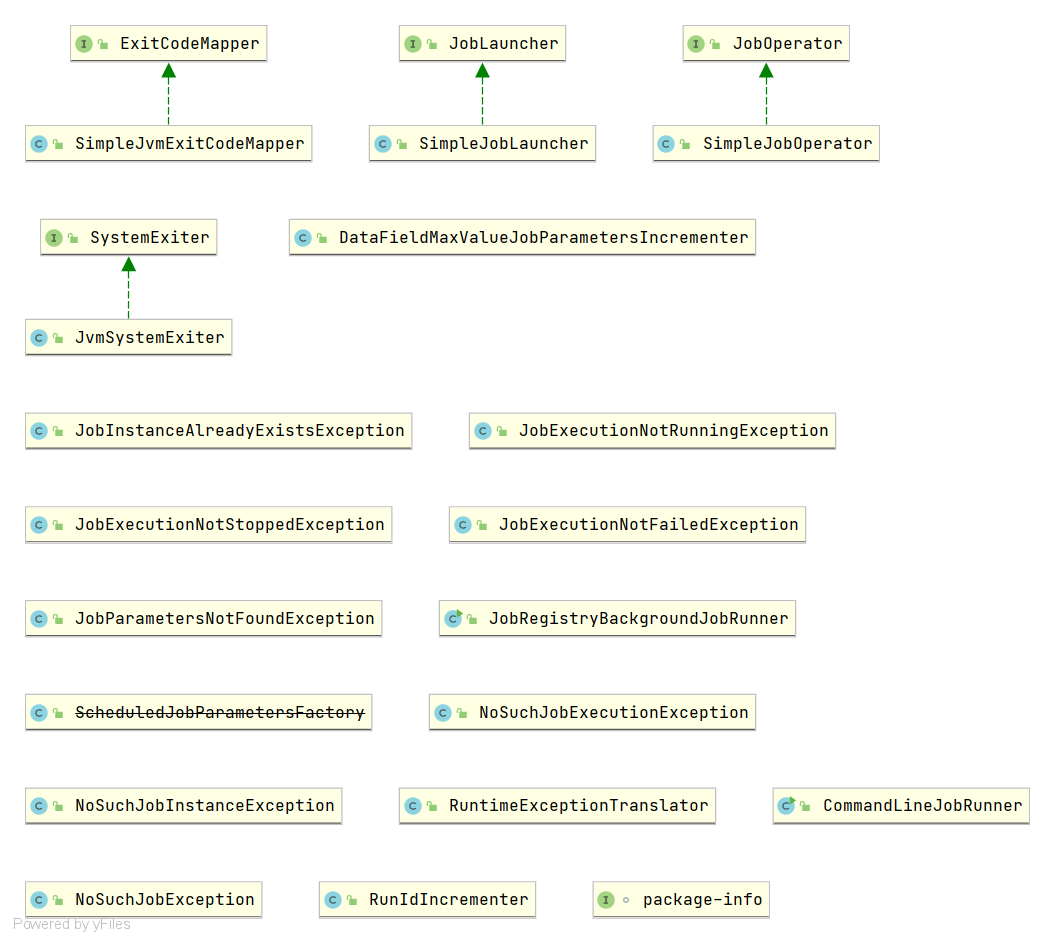 ExitCodeMapper JobLauncher JobOperator
SimpleJvmExitCodeMapper SimpleJobLauncher SimpleJobOperator
SystemExiter DataFieldMaxValueJobParametersIncrementer
JvmSystemExiter
JobInstanceAlreadyExistsException JobExecutionNotRunningException
JobExecutionNotStoppedException JobExecutionNotFailedException
JobParametersNotFoundException JobRegistryBackgroundJobRunner
ScheduledJobParametersFactory NoSuchJobExecutionException
NoSuchJobInstanceException RuntimeExceptionTranslator CommandLineJobRunner
NoSuchJobException RunIdIncrementer package-info
Powered by yFiles